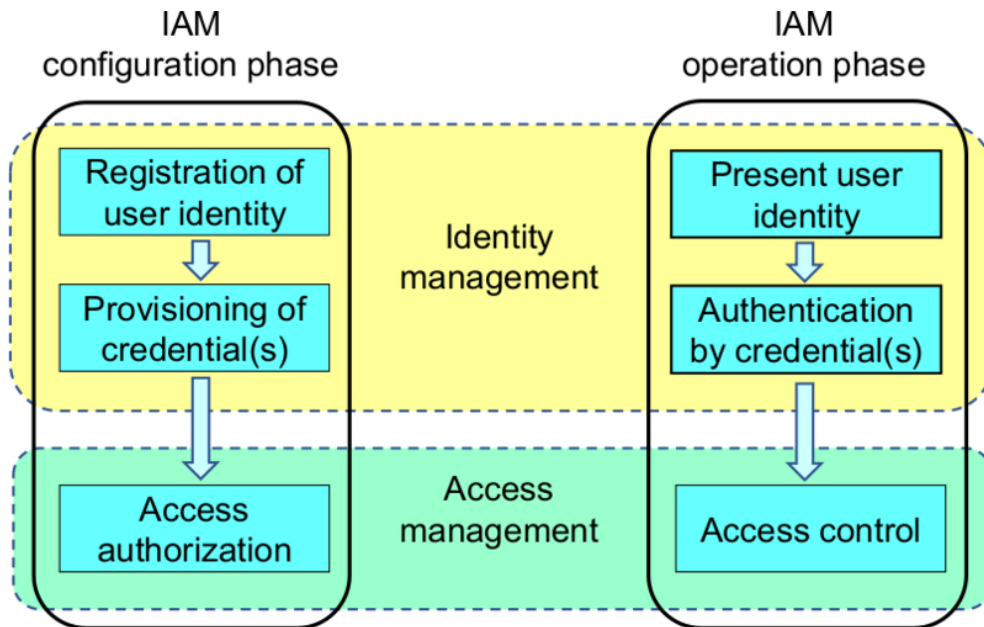 IAM
configuration phase
IAM
operation phase
Registration of
user identity
Present user
identity
Identity
management
Provisioning of
credential(s)
Authentication
by credential(s)
Access
management
Access
authorization
Access control